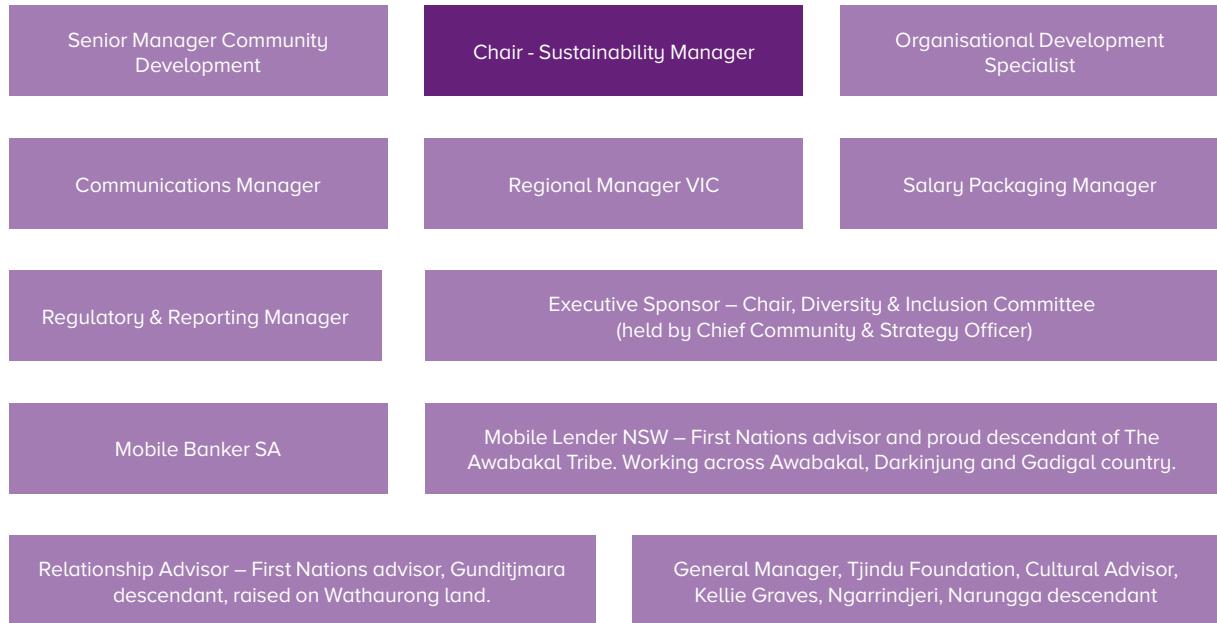 Senior Manager Community
Development
Chair - Sustainability Manager
Organisational Development
Specialist
Communications Manager
Regional Manager VIC
Salary Packaging Manager
Regulatory & Reporting Manager
Executive Sponsor – Chair, Diversity & Inclusion Committee
(held by Chief Community & Strategy Officer)
Mobile Banker SA
Mobile Lender NSW – First Nations advisor and proud descendant of The
Awabakal Tribe. Working across Awabakal, Darkinjung and Gadigal country.
Relationship Advisor – First Nations advisor, Gunditjmara
descendant, raised on Wathaurong land.
General Manager, Tjindu Foundation, Cultural Advisor,
Kellie Graves, Ngarrindjeri, Narungga descendant